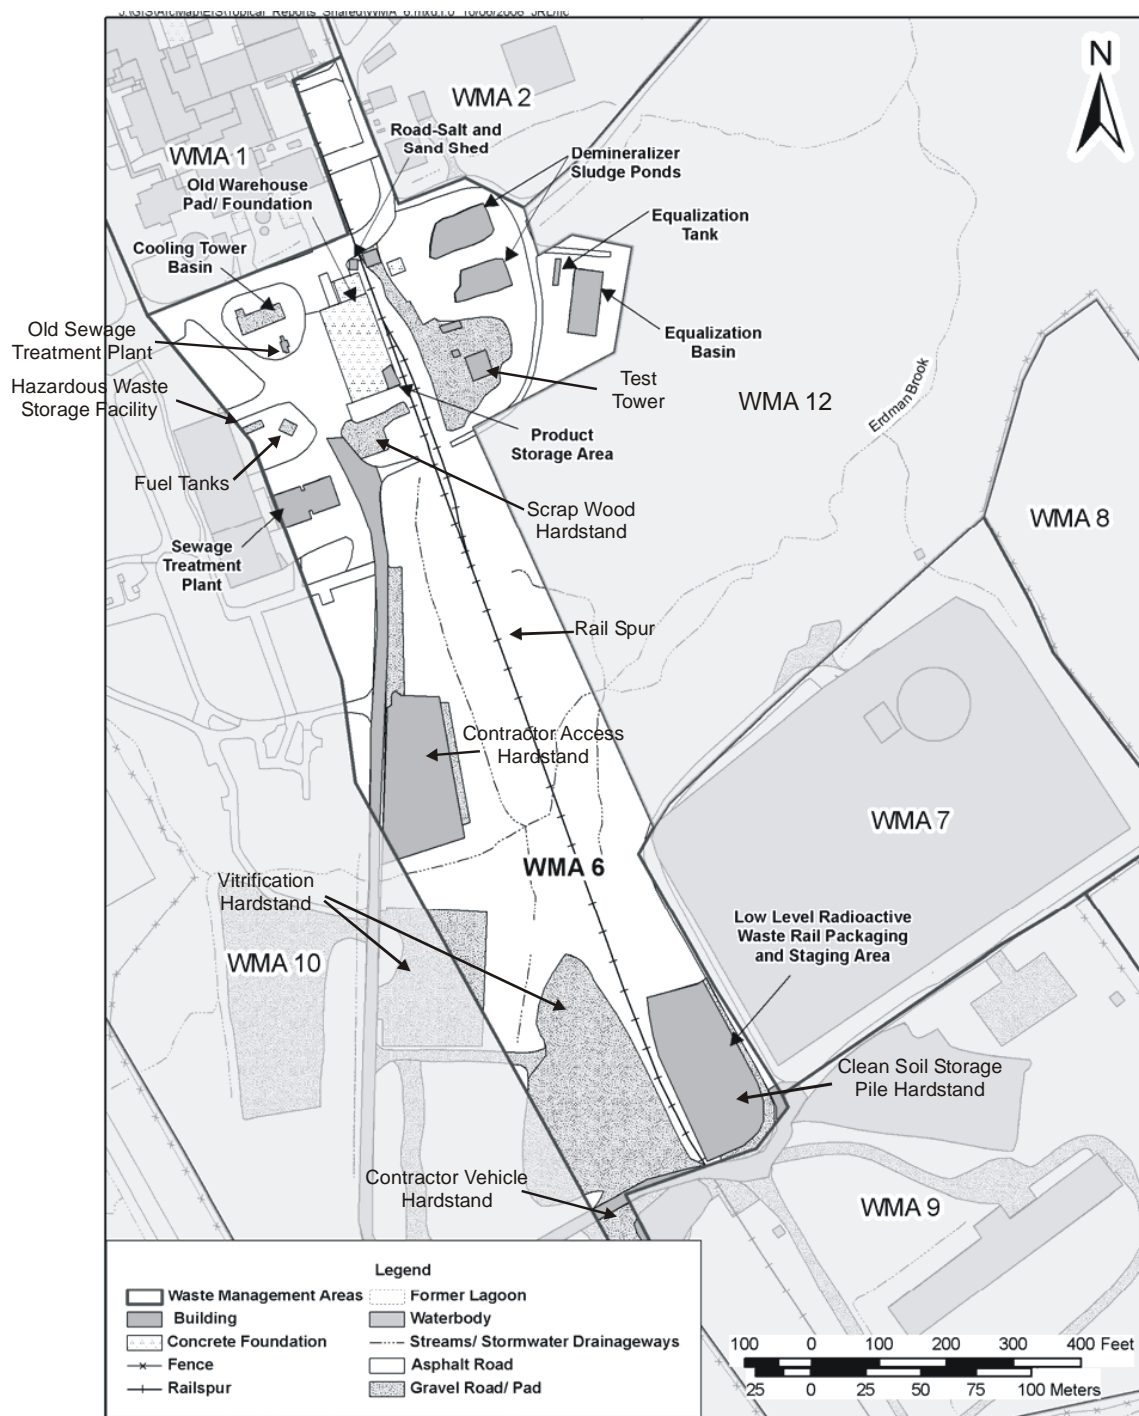 N
WMA 2
Road-Salt and
Sand Shed
WMA 1
Demineralizer
Sludge Ponds
Old Warehouse
Pad/ Foundation
Equalization
Tank
Cooling Tower
Basin
Old Sewage
Treatment Plant
Equalization
Basin
Hazardous Waste
Storage Facility
Test
Tower
WMA 12
Erdman Brook
Product
Storage Area
Fuel Tanks
Scrap Wood
Hardstand
WMA 8
Sewage
Treatment
Plant
Rail Spur
Contractor Access
Hardstand
WMA 7
WMA 6
Vitrification
Hardstand
Low Level Radioactive
Waste Rail Packaging
and Staging Area
WMA 10
Clean Soil Storage
Pile Hardstand
Contractor Vehicle
Hardstand
WMA 9
Legend
Waste Management Areas
Building
Concrete Foundation
Fence
Railspur
Former Lagoon
Waterbody
Streams/ Stormwater Drainageways
Asphalt Road
Gravel Road/ Pad
100 0 100 200 300 400 Feet
25 0 25 50 75 100 Meters